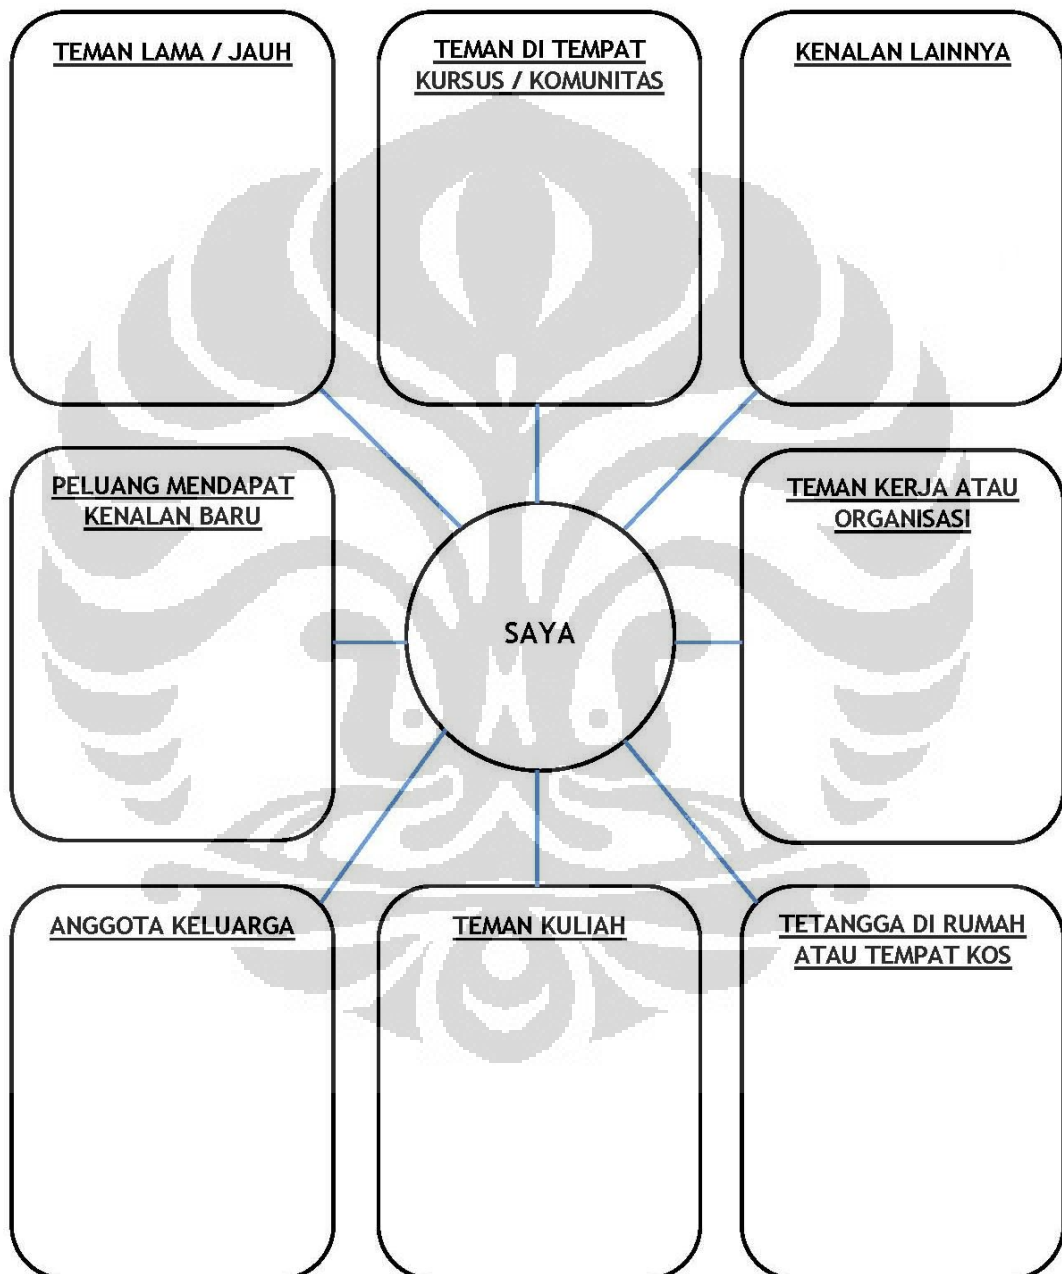 TEMAN LAMA / JAUH
TEMAN DI TEMPAT
KURSUS / KOMUNITAS
KENALAN LAINNYA
PELUANG MENDAPAT
KENALAN BARU
TEMAN KERJA ATAU
ORGANISASI
SAYA
ANGGOTA KELUARGA
TEMAN KULIAH
TETANGGA DI RUMAH
ATAU TEMPAT KOS